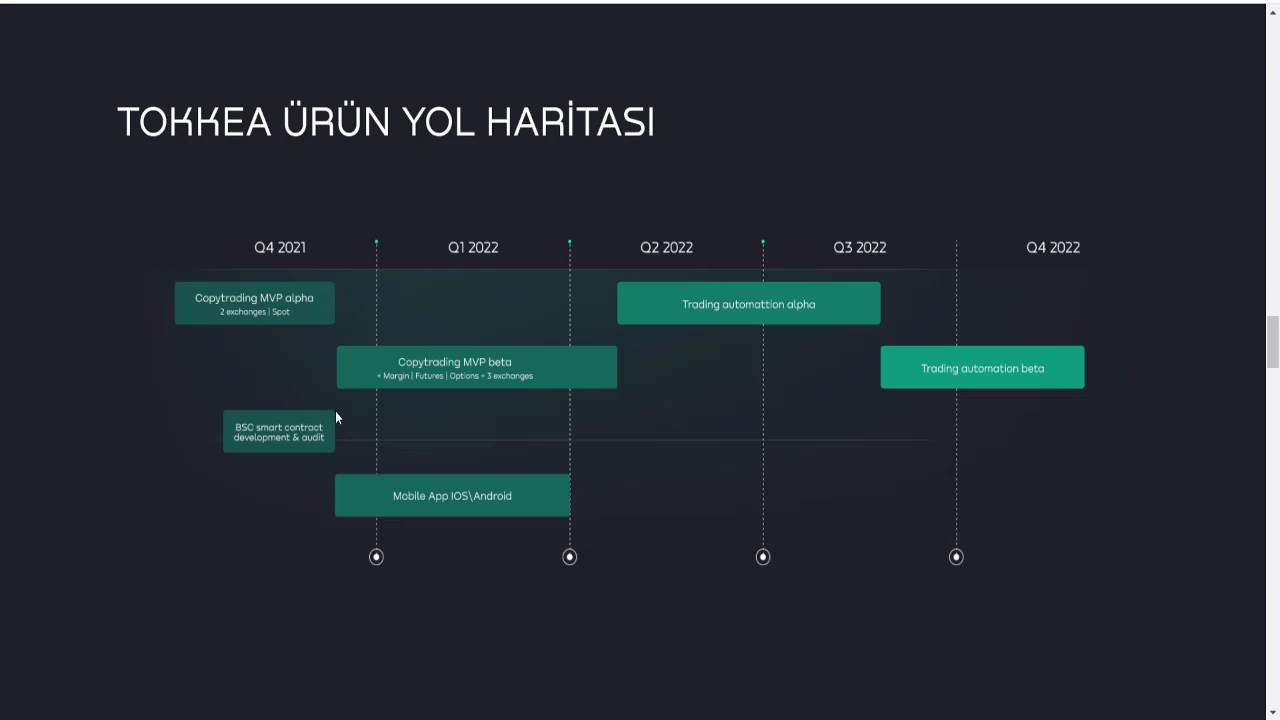 TOKKEA ÜRÜN YOL HARİTASI
Q4 2021
Q1 2022
Q2 2022
Q3 2022
Q4 2022
Copytrading MVP alpha
2 exchanges | Spot
Trading automattion alpha
Copytrading MVP beta
+ Margin | Futures | Options + 3 exchanges
Trading automation beta
BSC smart contract
development & audit
Mobile App IOS\Android